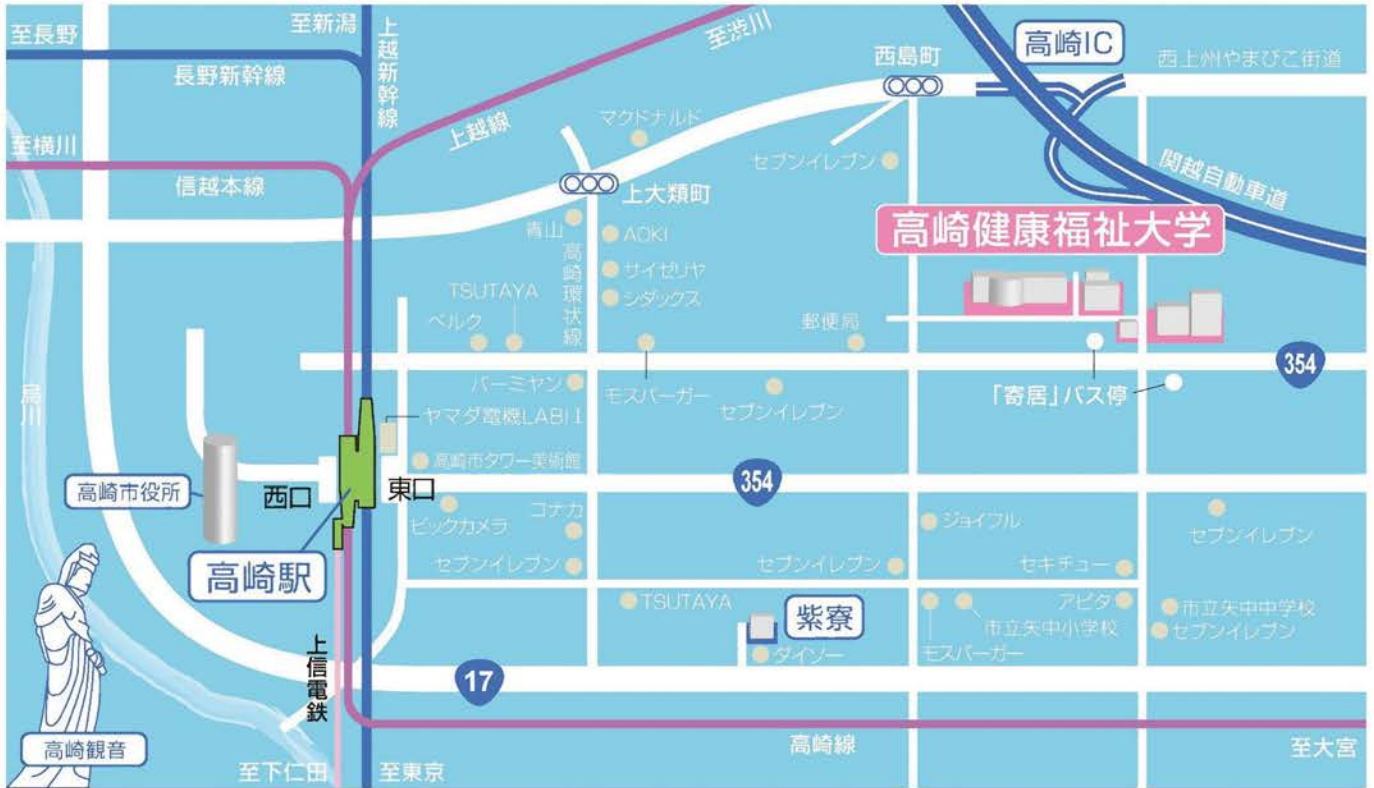 至長野
至新潟
上越新幹線
至渋川
西島町
高崎IC
西上州やまびこ街道
長野新幹線
上越線
マクドナルド
至横川
信越本線
セブンイレブン
関越自動車道
上大類町
青山
高崎環状線
AOKI
サイゼリヤ
シダックス
高崎健康福祉大学
TSUTAYA
ベルク
郵便局
354
バーミヤン
モスバーガー
セブンイレブン
「寄居」バス停
烏川
ヤマダ電機LABI1
高崎市タワー美術館
354
高崎市役所
西口
東口
ビックカメラ
コナカ
ジョイフル
セブンイレブン
高崎駅
セブンイレブン
セブンイレブン
セキチュー
TSUTAYA
紫寮
アピタ
市立矢中中学校
市立矢中小学校
セブンイレブン
ダイソー
モスバーガー
上信電鉄
17
高崎観音
高崎線
至大宮
至下仁田
至東京